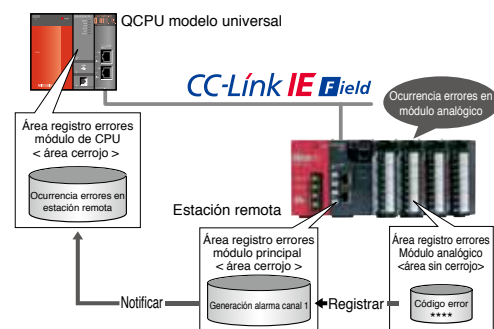 QCPU modelo universal
CC-Link IE Field
Ocurrencia errores en
módulo analógico
Área registro errores
módulo de CPU
< área cerrojo >
Ocurrencia errores en
estación remota
Estación remota
Área registro errores
módulo principal
< área cerrojo >
Área registro errores
Módulo analógico
<área sin cerrojo>
Notificar
Generación alarma canal 1
Registrar
Código error
****